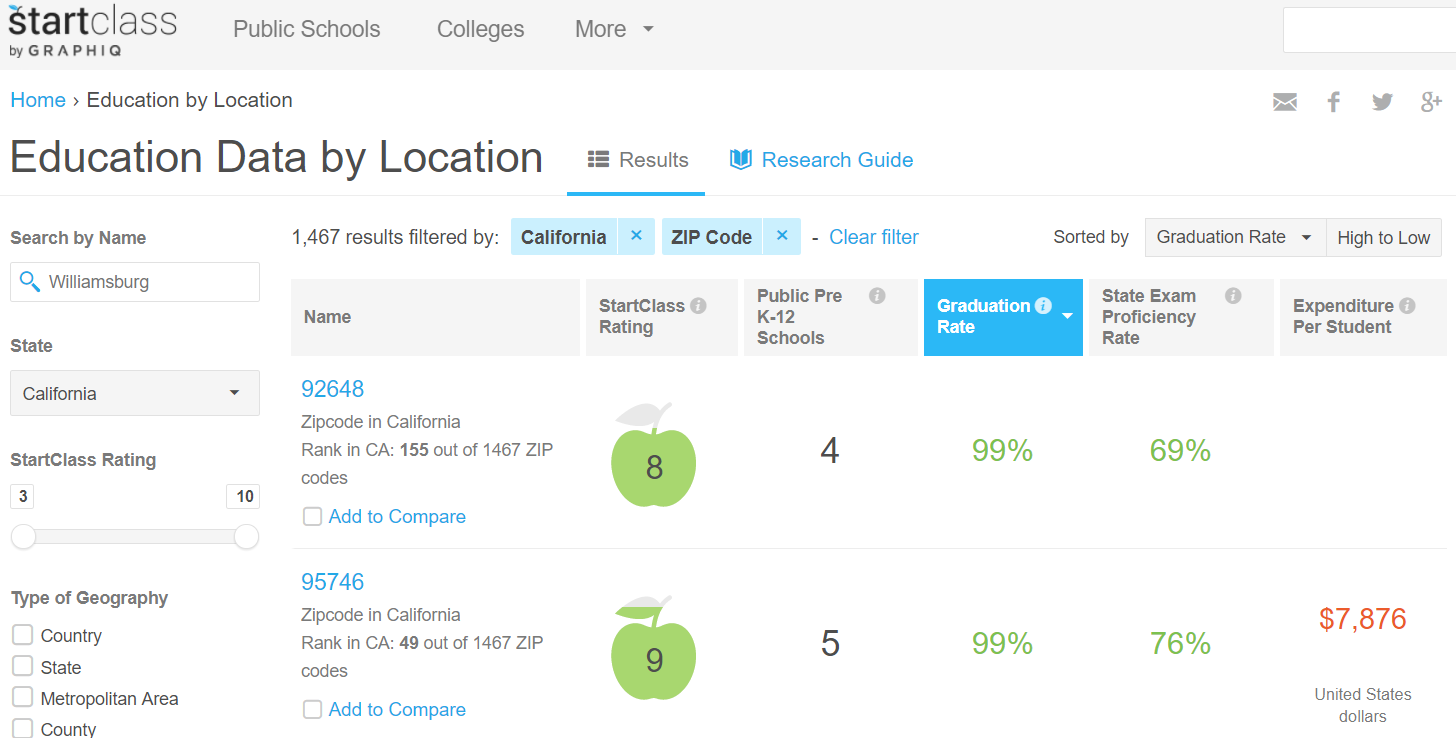 startclass
by GRAPHIQ
Public Schools
Colleges
More
Home › Education by Location
Education Data by Location
Results
Research Guide
Search by Name
Williamsburg
State
California
StartClass Rating
3
10
Type of Geography
Country
State
Metropolitan Area
County
1,467 results filtered by:
California ×
ZIP Code ×
- Clear filter
Sorted by
Graduation Rate
High to Low
Name
StartClass
Rating
Public Pre
K-12
Schools
Graduation
Rate
State Exam
Proficiency
Rate
Expenditure
Per Student
92648
Zipcode in California
Rank in CA: 155 out of 1467 ZIP
codes
Add to Compare
8
4
99%
69%
95746
Zipcode in California
Rank in CA: 49 out of 1467 ZIP
codes
Add to Compare
9
5
99%
76%
$7,876
United States
dollars